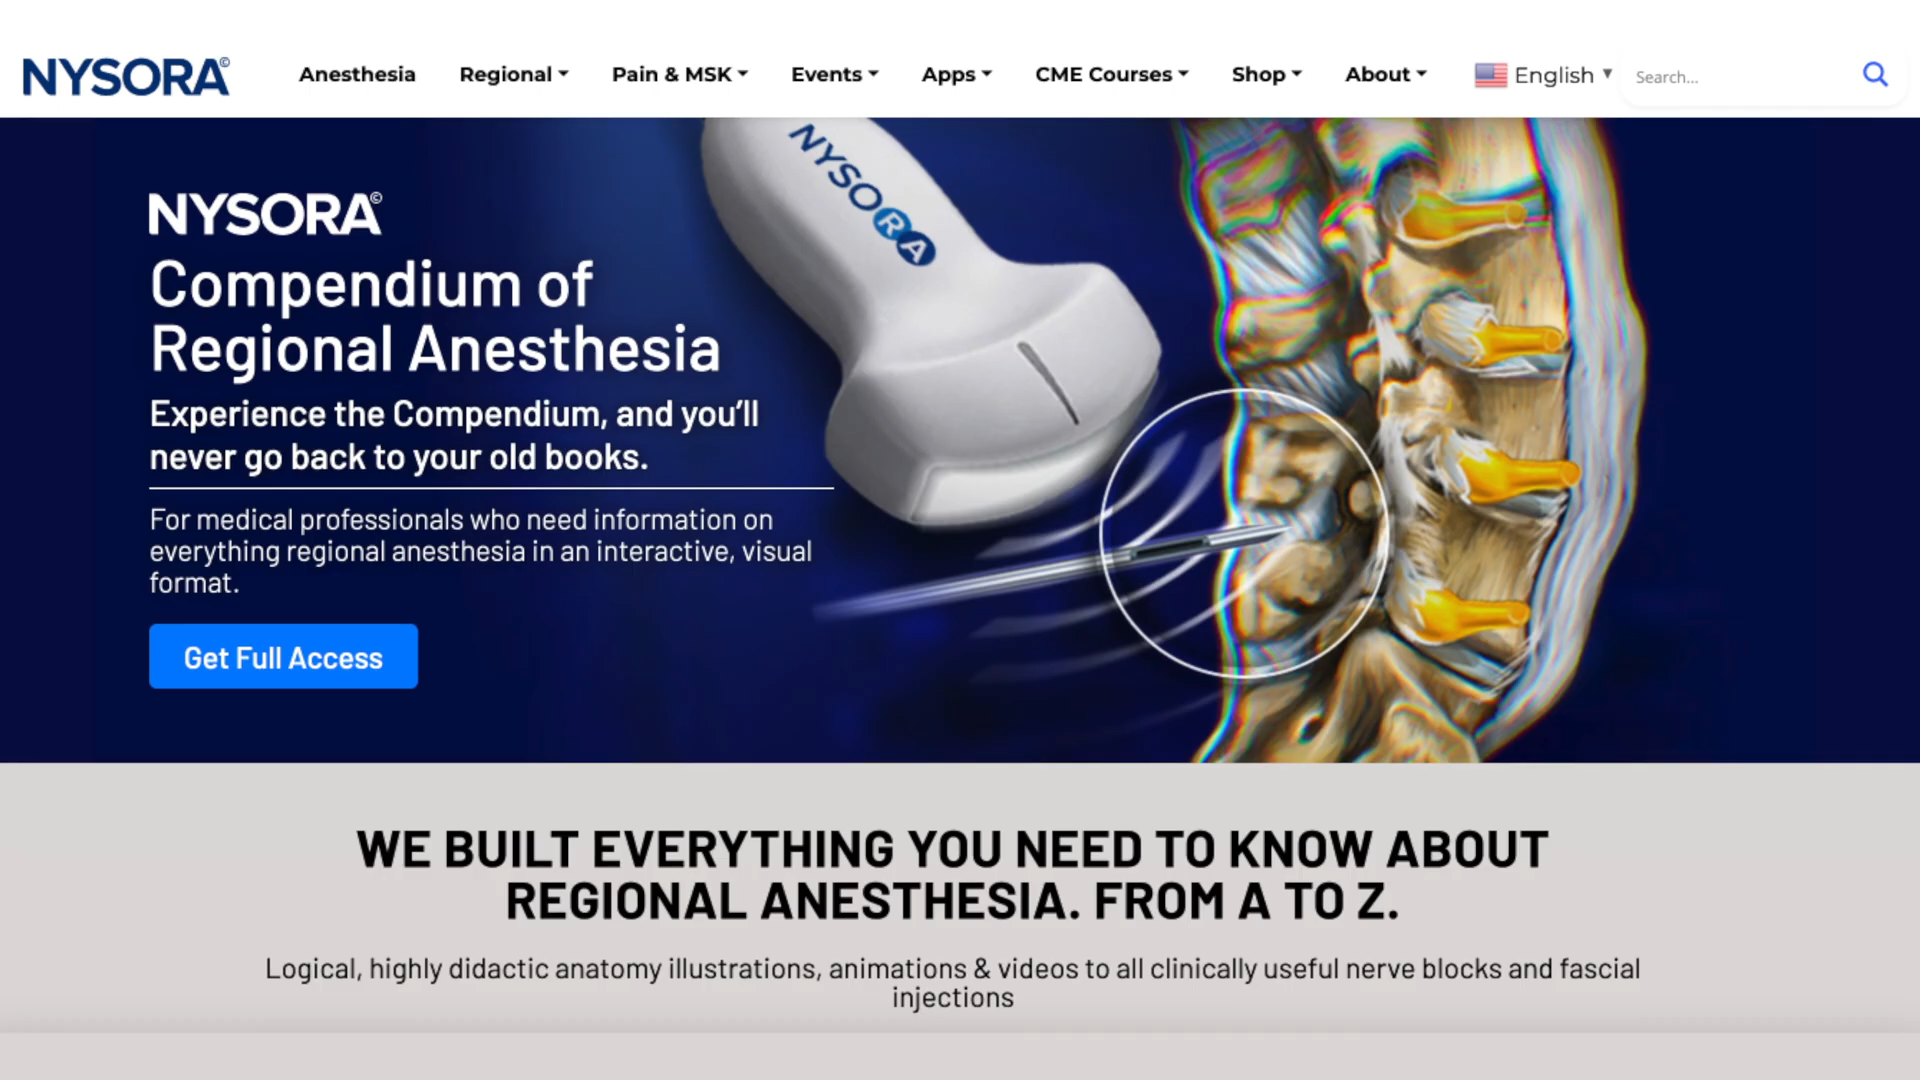 NYSORA©
Anesthesia
Regional
Pain & MSK
Events
Apps
CME Courses
Shop
About
English
Search...
NYSORA
NYSORA©
Compendium of
Regional Anesthesia
Experience the Compendium, and you’ll
never go back to your old books.
For medical professionals who need information on
everything regional anesthesia in an interactive, visual
format.
Get Full Access
WE BUILT EVERYTHING YOU NEED TO KNOW ABOUT
REGIONAL ANESTHESIA. FROM A TO Z.
Logical, highly didactic anatomy illustrations, animations & videos to all clinically useful nerve blocks and fascial
injections